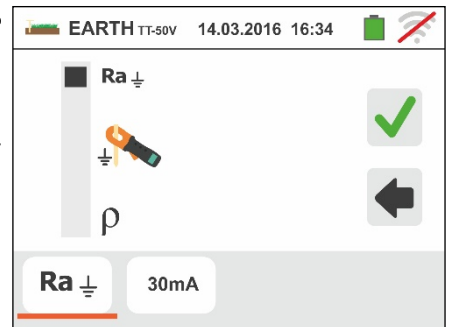 EARTH TT-50V 14.03.2016 16:34
Ra ⏚
⏚
ρ
Ra ⏚ 30mA